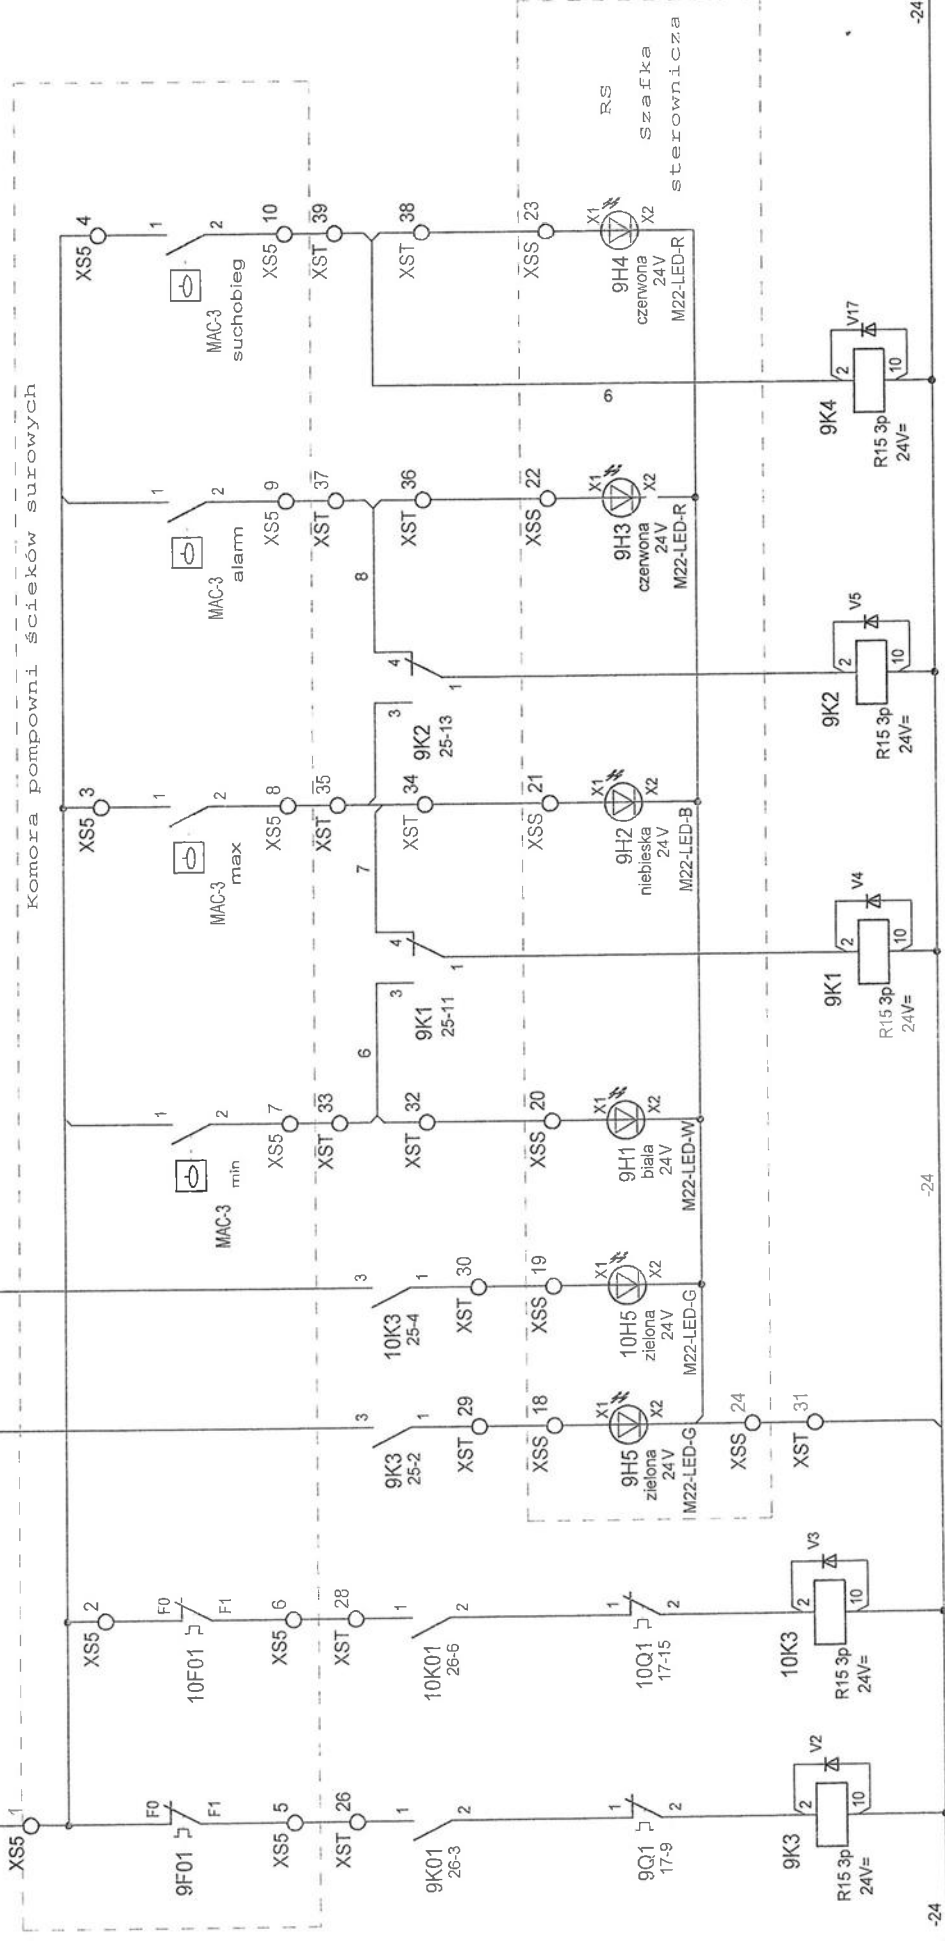 Komora pompowni ścieków surowych
RS
Szafka
sterownicza
XS5 1
9F01
F0
F1
XS5 5
XST 26
9K01
26-3
1
2
9Q1
17-9
1
2
9K3
R15 3p
24V=
2
10
V2
-24
XS5 2
10F01
F0
F1
XS5 6
XST 28
10K01
26-6
1
2
10Q1
17-15
1
2
10K3
R15 3p
24V=
2
10
V3
9K3
25-2
3
1
XST 29
XSS 18
9H5
zielona
24V
M22-LED-G
X1
X2
XSS 24
XST 31
10K3
25-4
3
1
XST 30
XSS 19
10H5
zielona
24V
M22-LED-G
X1
X2
MAC-3
min
1
2
XS5 7
XST 33
XST 32
XSS 20
9H1
biała
24V
M22-LED-W
X1
X2
-24
6
3
9K1
25-11
4
1
7
9K1
R15 3p
24V=
2
10
V4
XS5 3
MAC-3
max
1
2
XS5 8
XST 35
XST 34
XSS 21
9H2
niebieska
24V
M22-LED-B
X1
X2
3
9K2
25-13
4
1
8
9K2
R15 3p
24V=
2
10
V5
MAC-3
alarm
1
2
XS5 9
XST 37
XST 36
XSS 22
9H3
czerwona
24V
M22-LED-R
X1
X2
6
9K4
R15 3p
24V=
2
10
V17
XS5 4
MAC-3
suchobieg
1
2
XS5 10
XST 39
XST 38
XSS 23
9H4
czerwona
24V
M22-LED-R
X1
X2
-24